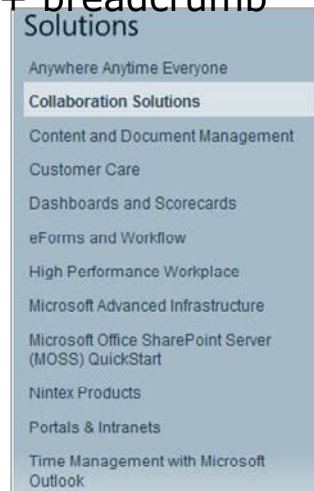 + breadcrumb
Solutions
Anywhere Anytime Everyone
Collaboration Solutions
Content and Document Management
Customer Care
Dashboards and Scorecards
eForms and Workflow
High Performance Workplace
Microsoft Advanced Infrastructure
Microsoft Office SharePoint Server
(MOSS) QuickStart
Nintex Products
Portals & Intranets
Time Management with Microsoft
Outlook